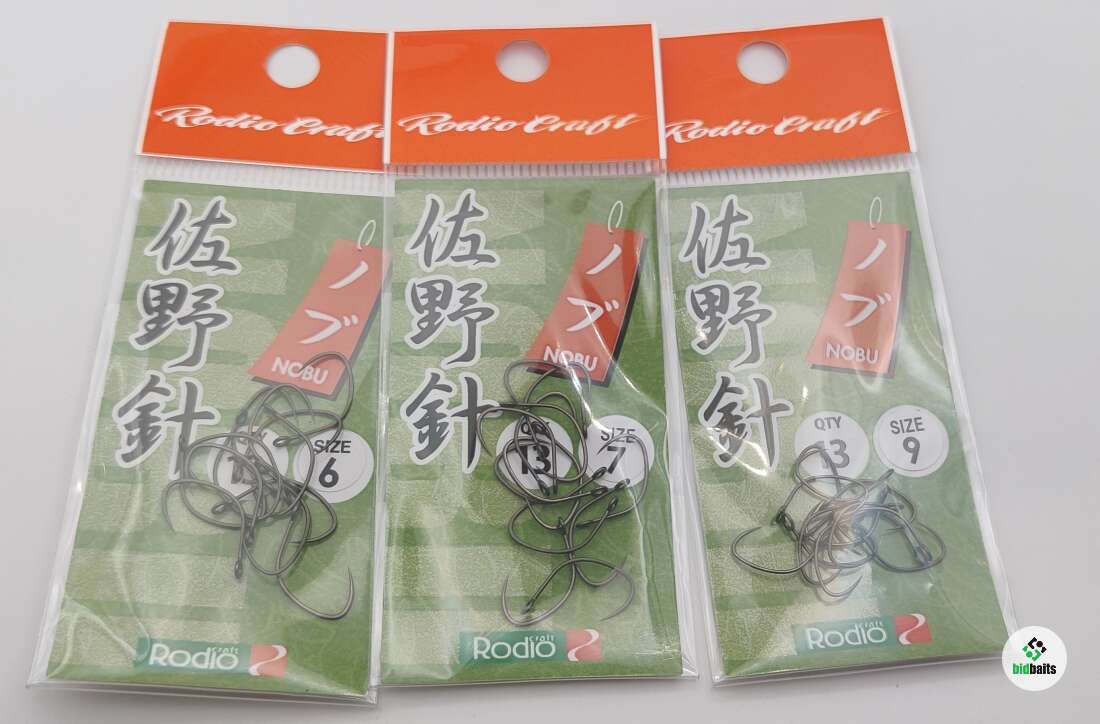 Rodio Craft
佐野針
ノブ
NOBU
SIZE
6
Rodio
craft
Rodio Craft
佐野針
ノブ
NOBU
13
SIZE
7
Rodio
craft
Rodio Craft
佐野針
ノブ
NOBU
QTY
13
SIZE
9
Rodio
craft
bidbaits